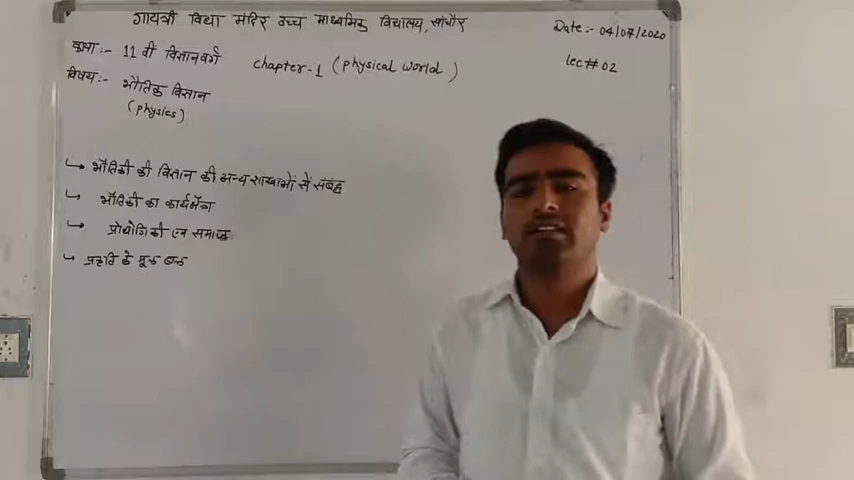 गायत्री विद्या मंदिर उच्च माध्यमिक विद्यालय, सांचौर
Date:- 04/07/2020
कक्षा:- 11 वी विज्ञानवर्ग
chapter-1 (physical world)
Lec# 02
विषय:- भौतिक विज्ञान
(physics)
↳ भौतिकी की विज्ञान की अन्य शाखाओं से संबंध
↳ भौतिकी का कार्यक्षेत्र
↳ प्रोद्योगिकी एवं समाज
↳ प्रकृति के मूल बल